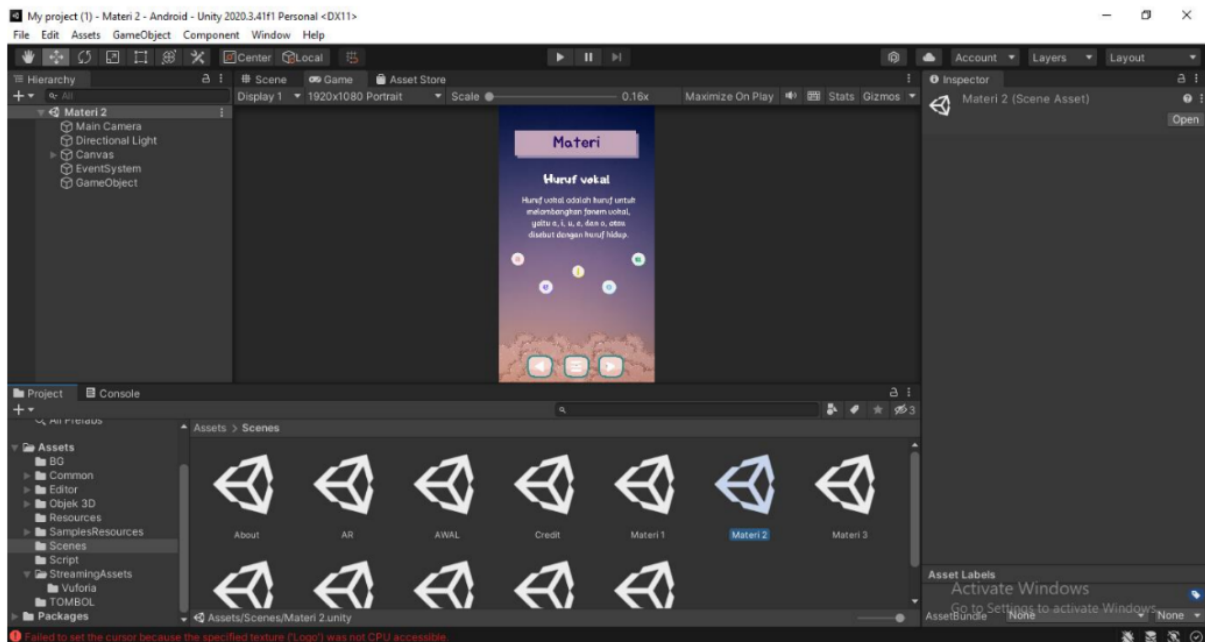 My project (1) - Materi 2 - Android - Unity 2020.3.41f1 Personal <DX11>
File Edit Assets GameObject Component Window Help
Center Local Account Layers Layout
Hierarchy
All
Materi 2
Main Camera
Directional Light
Canvas
EventSystem
GameObject
Scene Game Asset Store
Display 1 1920x1080 Portrait Scale 0.16x Maximize On Play Stats Gizmos
Materi
Huruf vokal
Huruf vokal adalah huruf untuk
melambangkan fonem vokal,
yaitu a, i, u, e, dan o, atau
disebut dengan huruf hidup.
Inspector
Materi 2 (Scene Asset)
Open
Project Console
3
All Prefabs
Assets
BG
Common
Editor
Objek 3D
Resources
SamplesResources
Scenes
Script
StreamingAssets
Vuforia
TOMBOL
Packages
Assets > Scenes
About AR AWAL Credit Materi 1 Materi 2 Materi 3
Assets/Scenes/Materi 2.unity
Asset Labels
Activate Windows
Go to Settings to activate Windows.
AssetBundle None None
Failed to set the cursor because the specified texture ('Logo') was not CPU accessible.